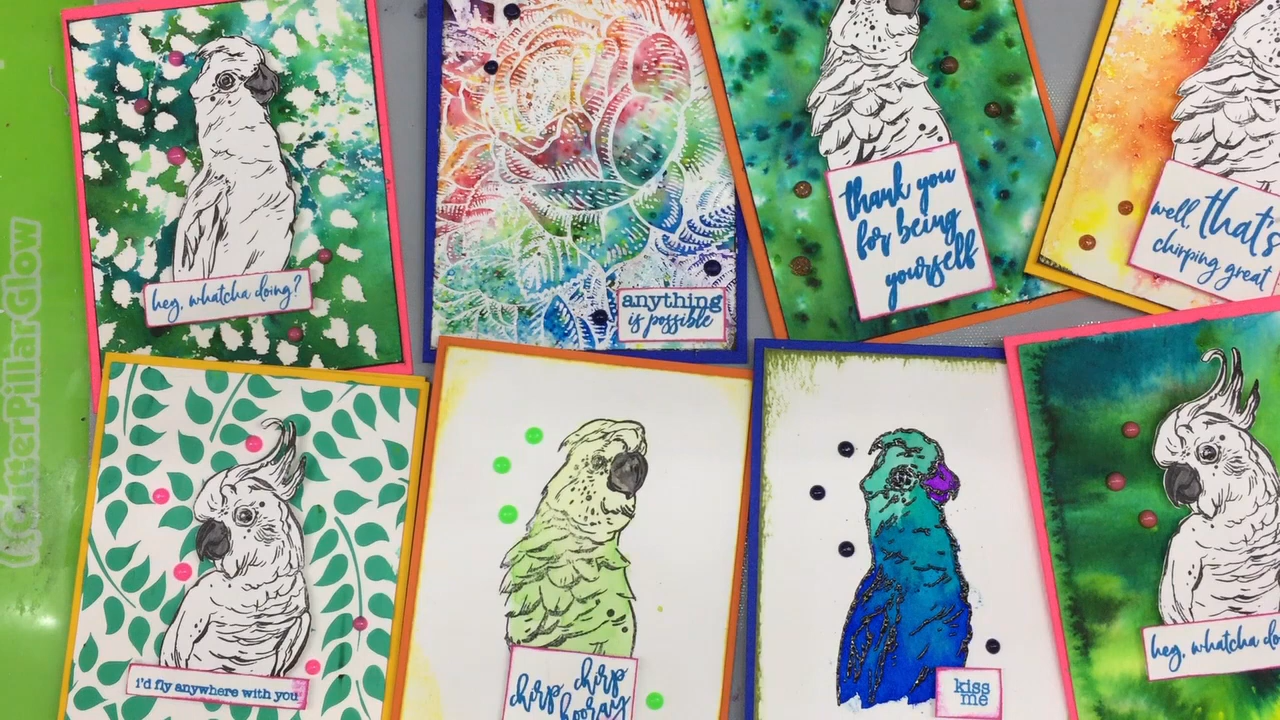 hey, whatcha doing?
anything
is possible
thank you
for being
yourself
well, that's
chirping great
i'd fly anywhere with you
chirp
chirp
hooray
kiss
me
hey, whatcha do